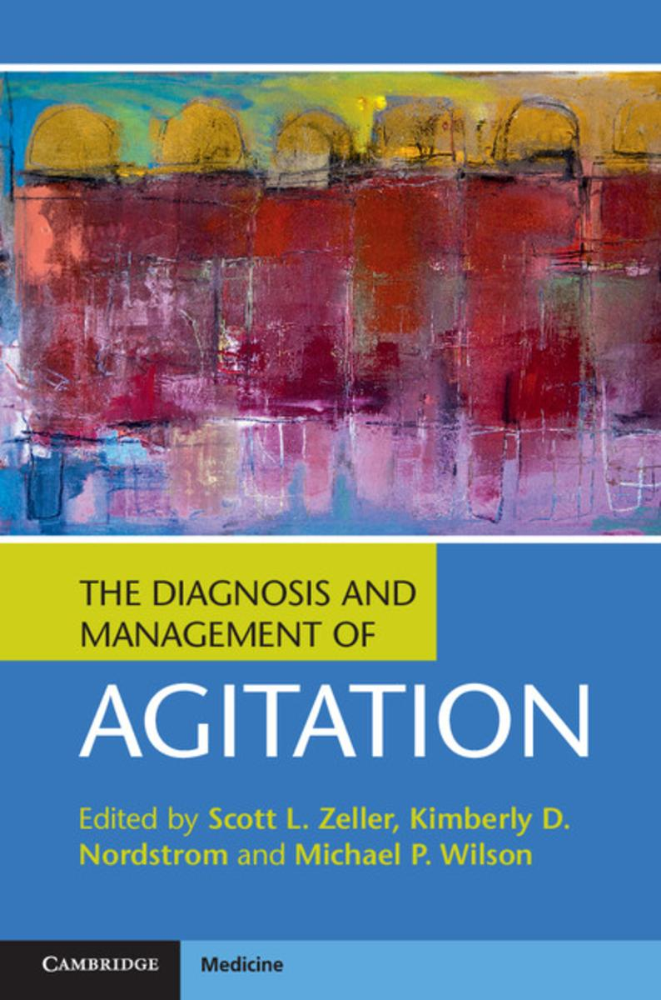 THE DIAGNOSIS AND
MANAGEMENT OF
AGITATION
Edited by Scott L. Zeller, Kimberly D.
Nordstrom and Michael P. Wilson
CAMBRIDGE
Medicine